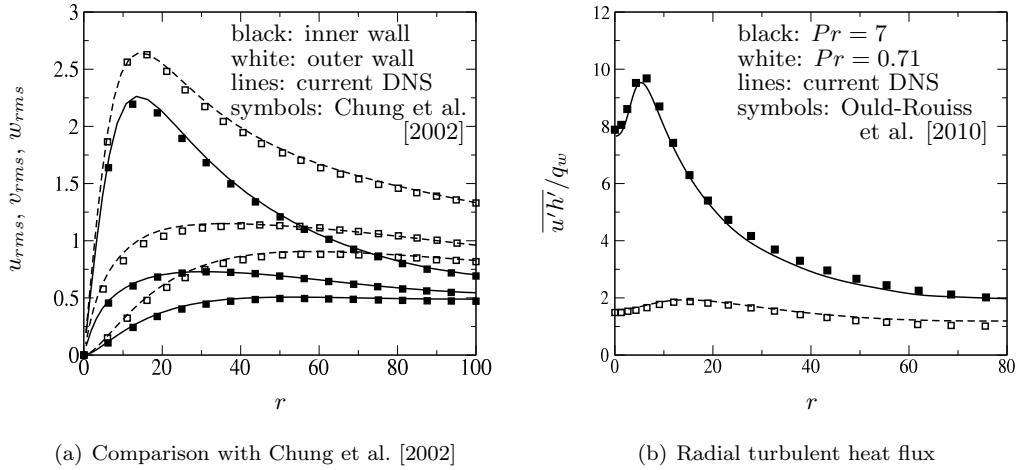 3
2.5
2
1.5
1
0.5
0
0 20 40 60 80 100
u_rms, v_rms, w_rms
r
black: inner wall
white: outer wall
lines: current DNS
symbols: Chung et al.
[2002]
(a) Comparison with Chung et al. [2002]
12
10
8
6
4
2
0
0 20 40 60 80
u'h'/q_w
r
black: Pr = 7
white: Pr = 0.71
lines: current DNS
symbols: Ould-Rouiss
et al. [2010]
(b) Radial turbulent heat flux